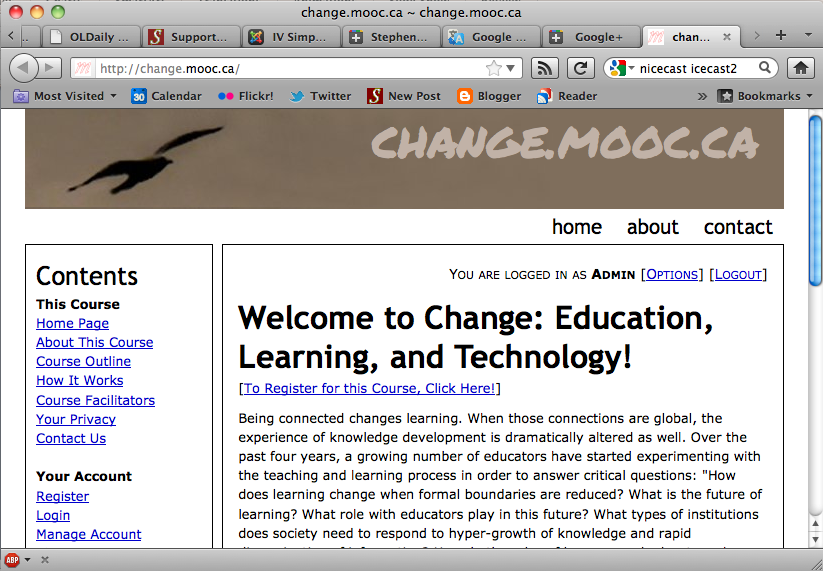 change.mooc.ca ~ change.mooc.ca
.. OLDaily ... S Support... IV Simp... Stephen... Google ... Google+ chan...
http://change.mooc.ca/ nicecast icecast2
Most Visited 30 Calendar Flickr! Twitter S New Post Blogger Reader » Bookmarks
change.mooc.ca
home about contact
Contents
This Course
Home Page
About This Course
Course Outline
How It Works
Course Facilitators
Your Privacy
Contact Us
Your Account
Register
Login
Manage Account
You are logged in as Admin [Options] [Logout]
Welcome to Change: Education,
Learning, and Technology!
[To Register for this Course, Click Here!]
Being connected changes learning. When those connections are global, the
experience of knowledge development is dramatically altered as well. Over the
past four years, a growing number of educators have started experimenting with
the teaching and learning process in order to answer critical questions: "How
does learning change when formal boundaries are reduced? What is the future of
learning? What role with educators play in this future? What types of institutions
does society need to respond to hyper-growth of knowledge and rapid
ABP